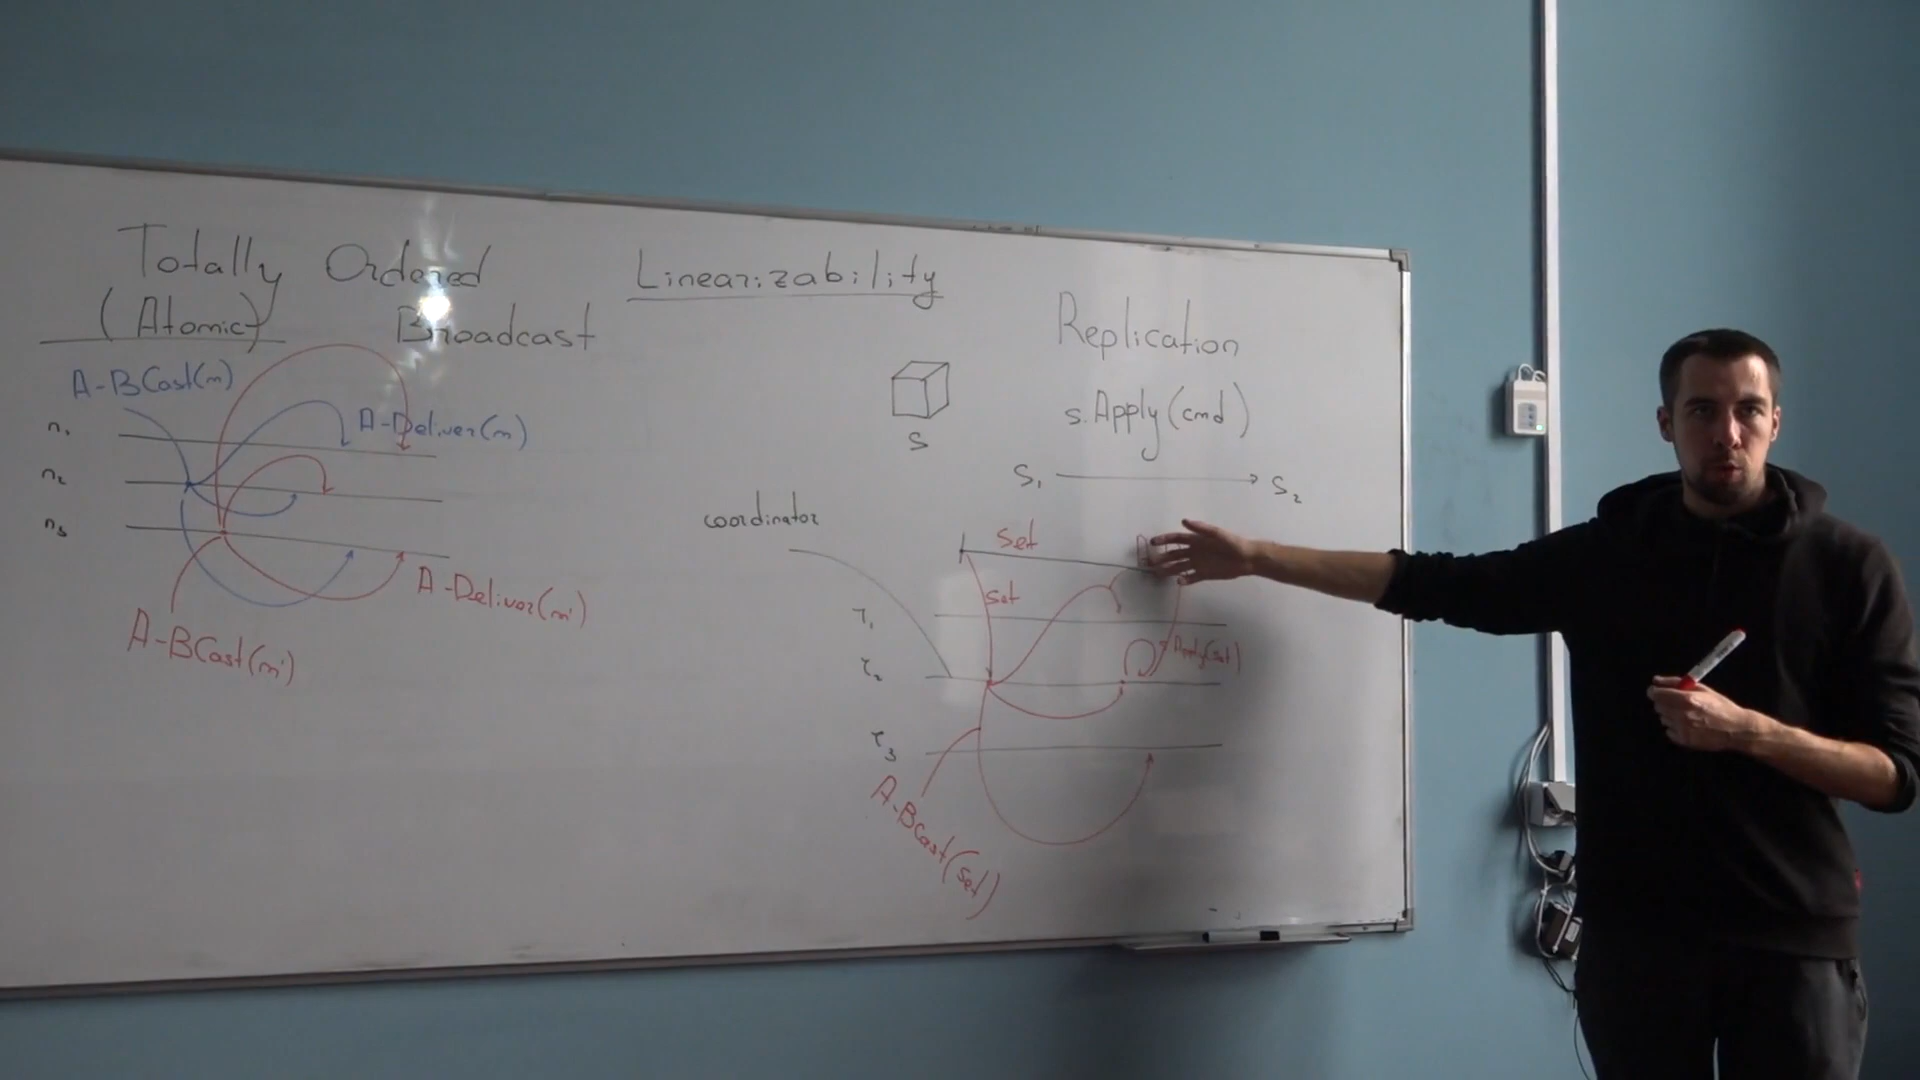 Totally Ordered
(Atomic) Broadcast
A-BCast(m)
A-Deliver(m)
n₁
n₂
n₃
A-Deliver(m')
A-BCast(m')
Linearizability
S
Replication
s.Apply(cmd)
S₁ → S₂
coordinator
Set
set
r₁
Apply(set)
r₂
r₃
A-BCast(set)